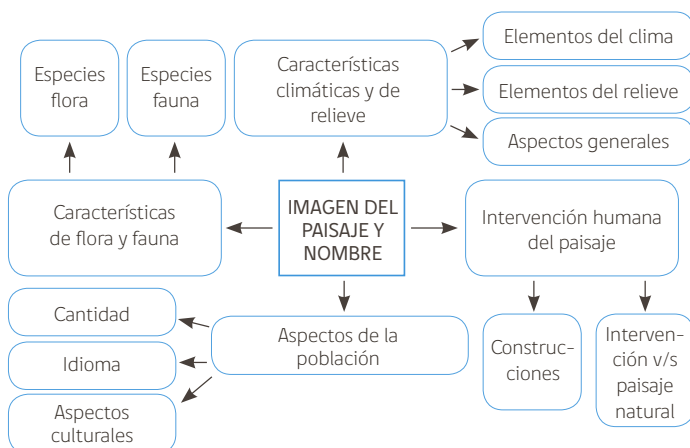 Especies
flora
Especies
fauna
Características
climáticas y de
relieve
Elementos del clima
Elementos del relieve
Aspectos generales
Características
de flora y fauna
IMAGEN DEL
PAISAJE Y
NOMBRE
Intervención humana
del paisaje
Cantidad
Idioma
Aspectos
culturales
Aspectos de la
población
Construc-
ciones
Interven-
ción v/s
paisaje
natural